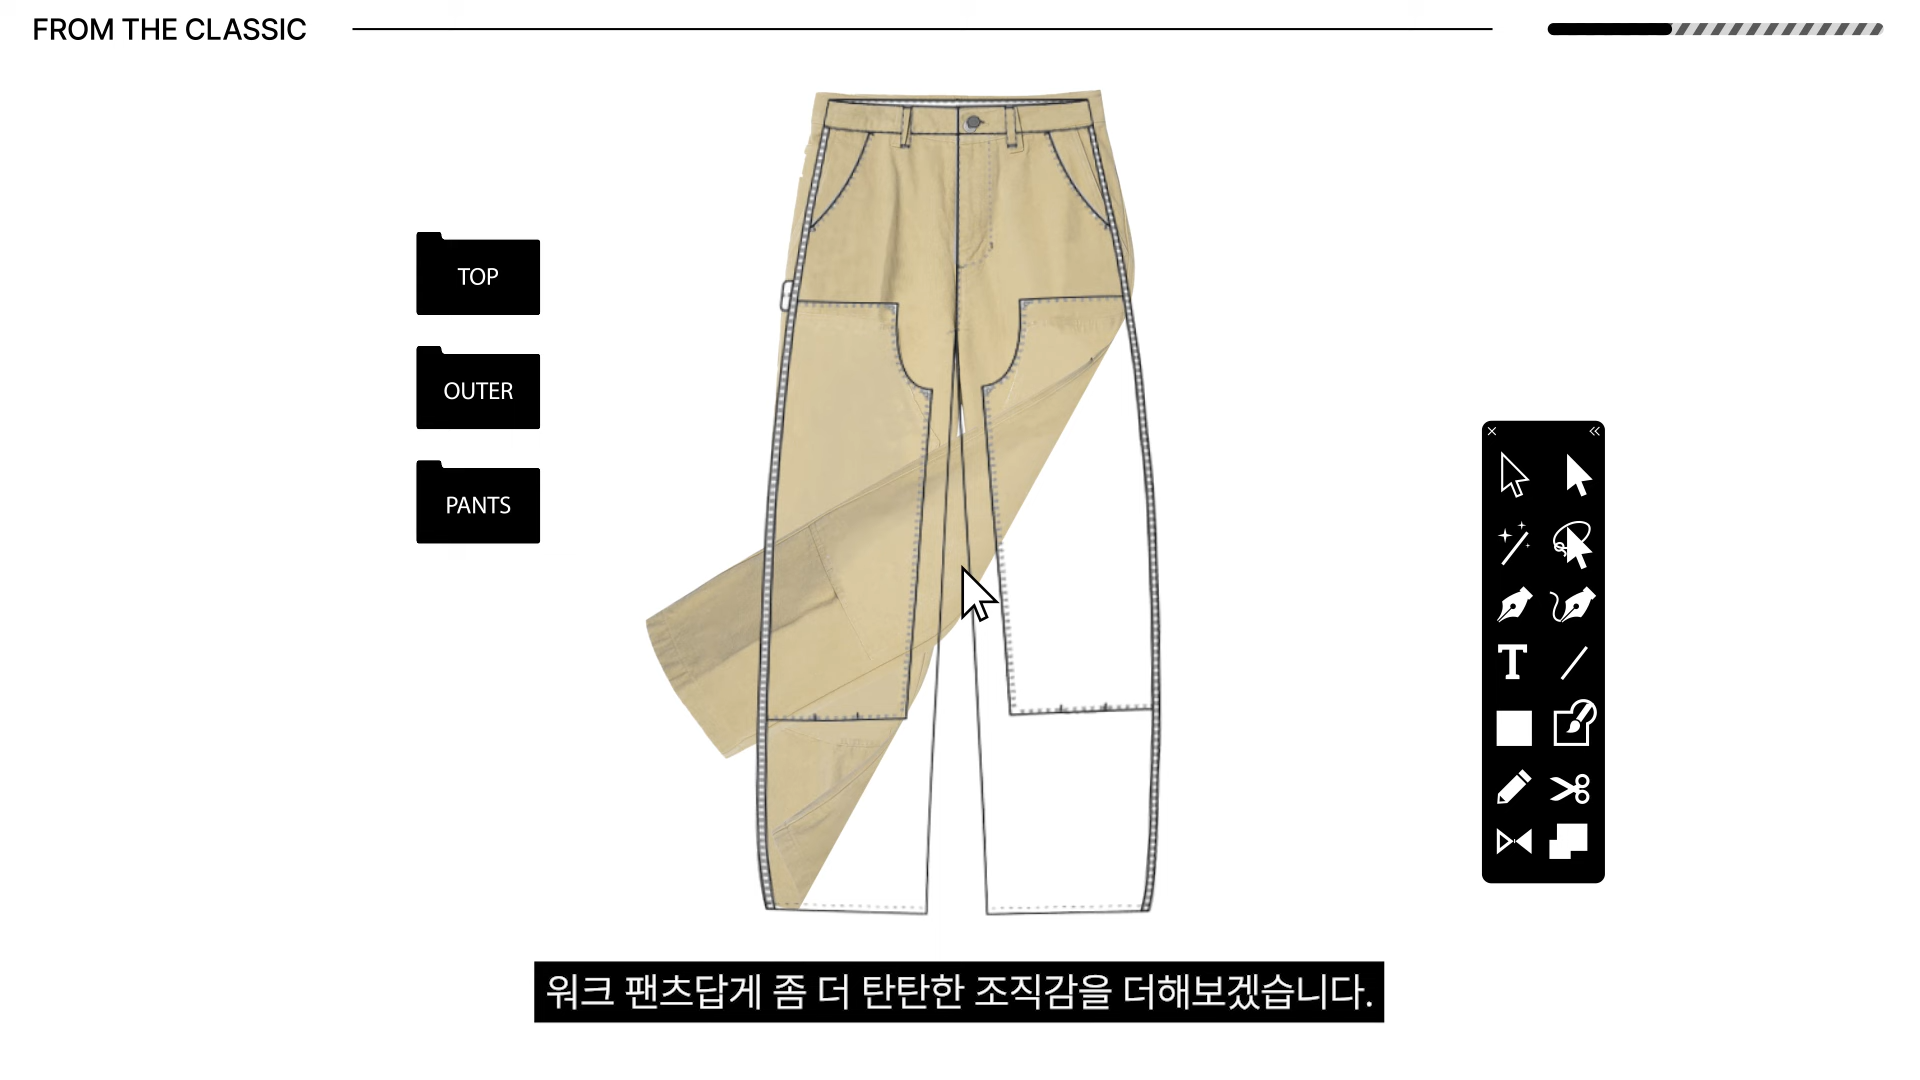 FROM THE CLASSIC
TOP
OUTER
PANTS
T
워크 팬츠답게 좀 더 탄탄한 조직감을 더해보겠습니다.